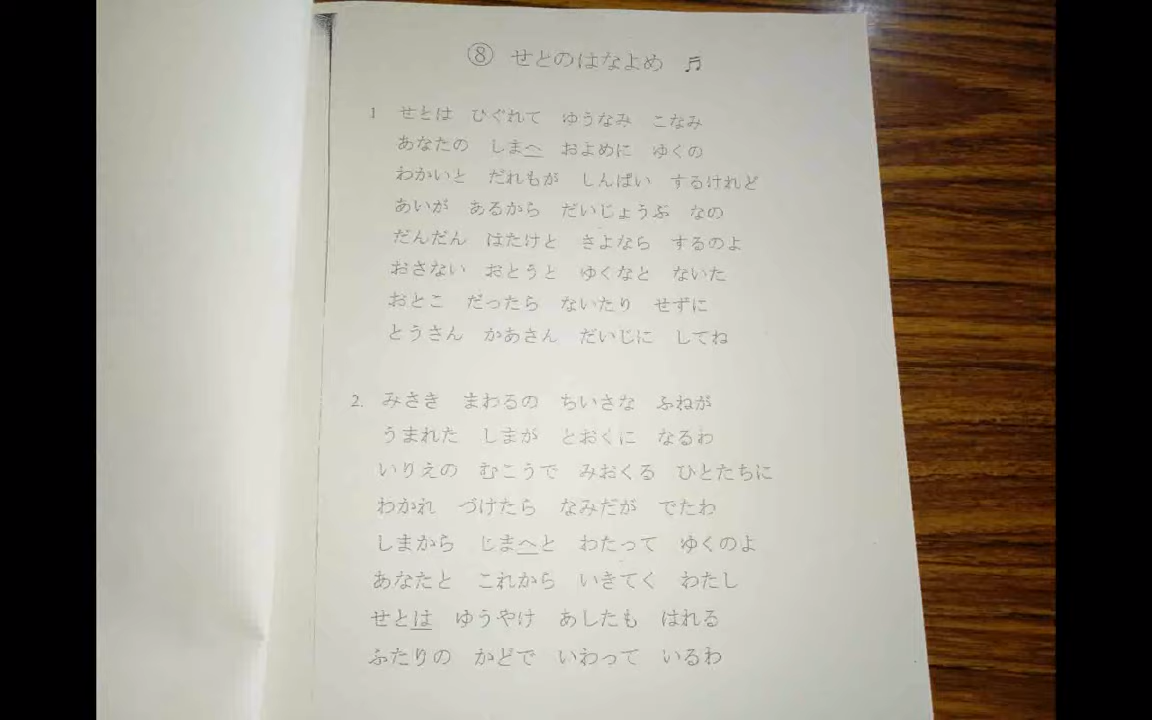 ⑧ せとのはなよめ ♬
1 せとは ひぐれて ゆうなみ こなみ
あなたの しまへ およめに ゆくの
わかいと だれもが しんぱい するけれど
あいが あるから だいじょうぶ なの
だんだん はたけと さよなら するのよ
おさない おとうと ゆくなと ないた
おとこ だったら ないたり せずに
とうさん かあさん だいじに してね
2. みさき まわるの ちいさな ふねが
うまれた しまが とおくに なるわ
いりえの むこうで みおくる ひとたちに
わかれ づけたら なみだが でたわ
しまから じまへと わたって ゆくのよ
あなたと これから いきてく わたし
せとは ゆうやけ あしたも はれる
ふたりの かどで いわって いるわ